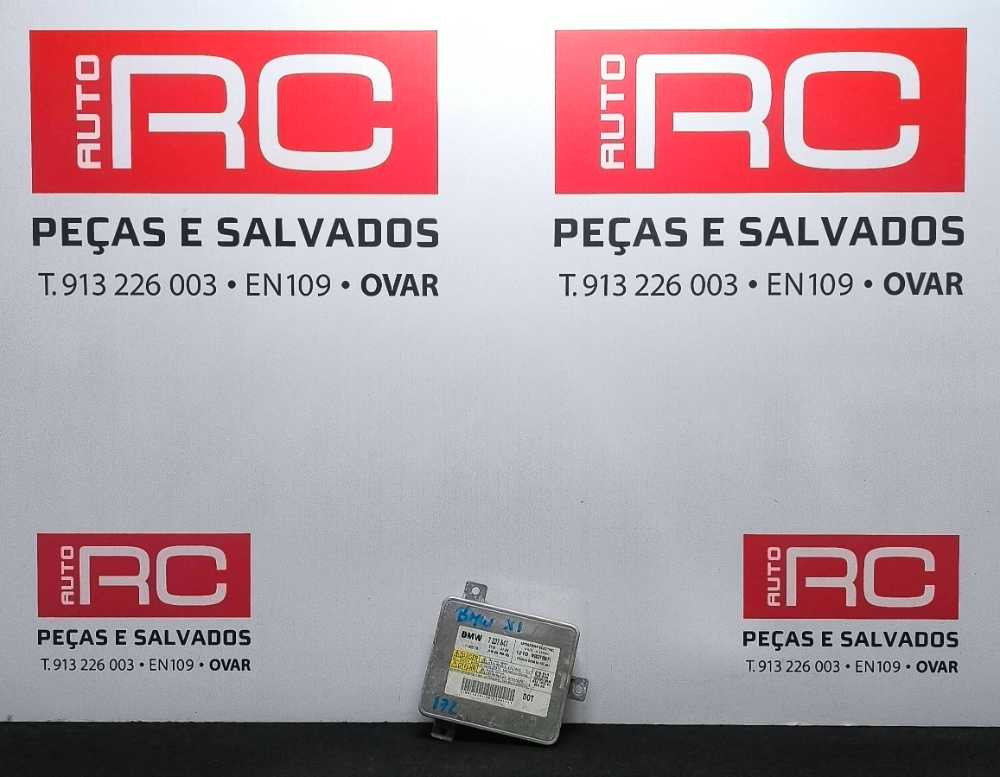 AUTO RC
PEÇAS E SALVADOS
T. 913 226 003 • EN109 • OVAR
AUTO RC
PEÇAS E SALVADOS
T. 913 226 003 • EN109 • OVAR
AUTO RC
PEÇAS E SALVADOS
T. 913 226 003 • EN109 • OVAR
AUTO RC
PEÇAS E SALVADOS
T. 913 226 003 • EN109 • OVAR
BMW X1
BMW
DOT